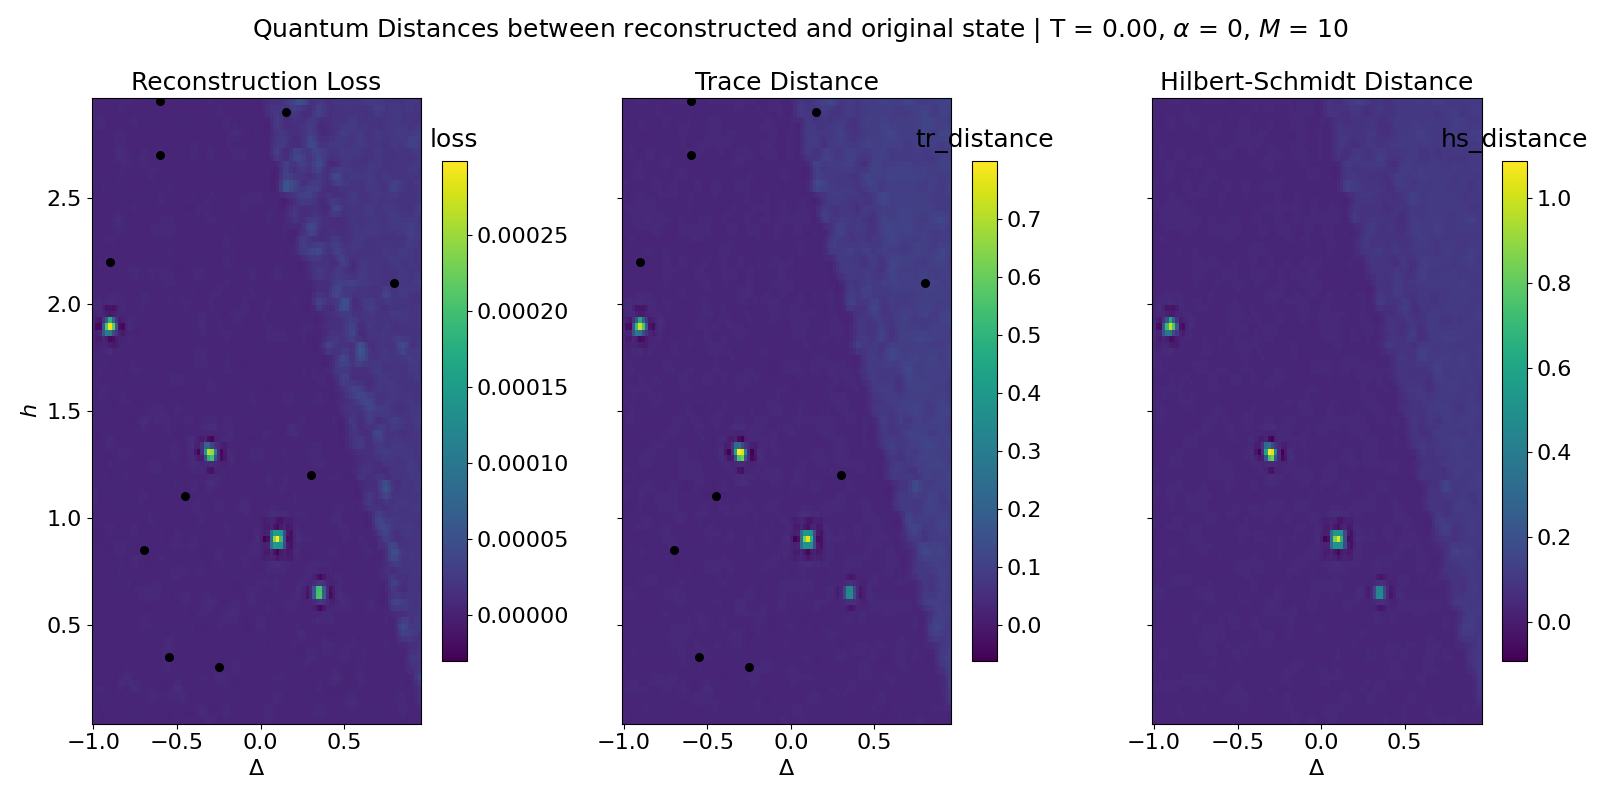 Quantum Distances between reconstructed and original state | T = 0.00, α = 0, M = 10
Reconstruction Loss
Trace Distance
Hilbert-Schmidt Distance
loss
tr_distance
hs_distance
0.00025
0.00020
0.00015
0.00010
0.00005
0.00000
0.7
0.6
0.5
0.4
0.3
0.2
0.1
0.0
1.0
0.8
0.6
0.4
0.2
0.0
h
2.5
2.0
1.5
1.0
0.5
−1.0 −0.5 0.0 0.5
−1.0 −0.5 0.0 0.5
−1.0 −0.5 0.0 0.5
Δ
Δ
Δ